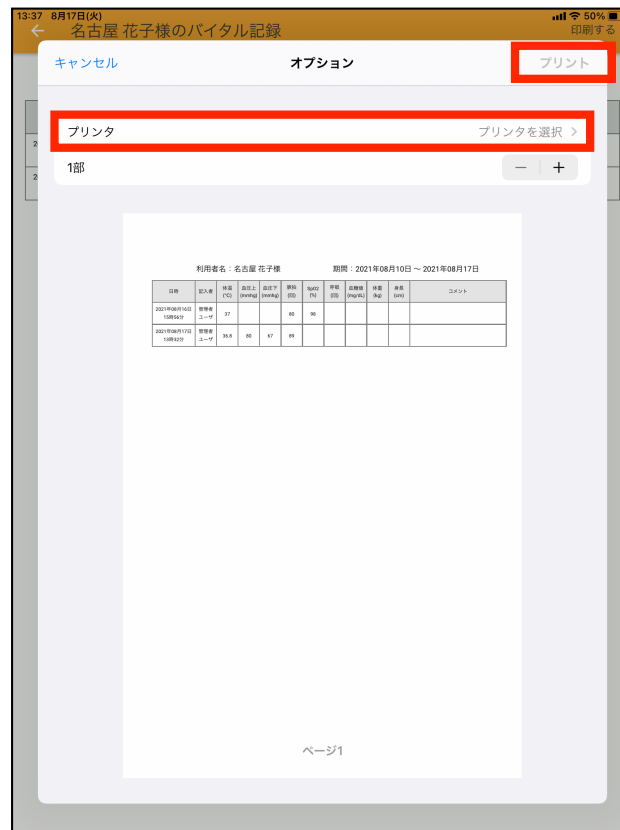 13:37 8月17日(火) 50%
← 名古屋 花子様のバイタル記録 印刷する
キャンセル オプション プリント
プリンタ プリンタを選択 >
1部 − +
2
2
利用者名：名古屋 花子様 期間：2021年08月10日 ~ 2021年08月17日
日時 記入者 体温(°C) 血圧上(mmhg) 血圧下(mmhg) 脈拍(回) SpO2(%) 呼吸(回) 血糖値(mg/dL) 体重(kg) 身長(cm) コメント
2021年08月16日 15時56分 管理者ユーザ 37 80 98
2021年08月17日 13時32分 管理者ユーザ 36.8 80 67 89
ページ1